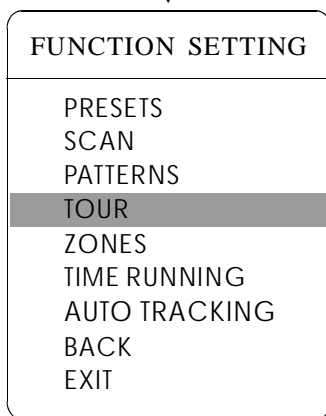 FUNCTION SETTING
PRESETS
SCAN
PATTERNS
TOUR
ZONES
TIME RUNNING
AUTO TRACKING
BACK
EXIT